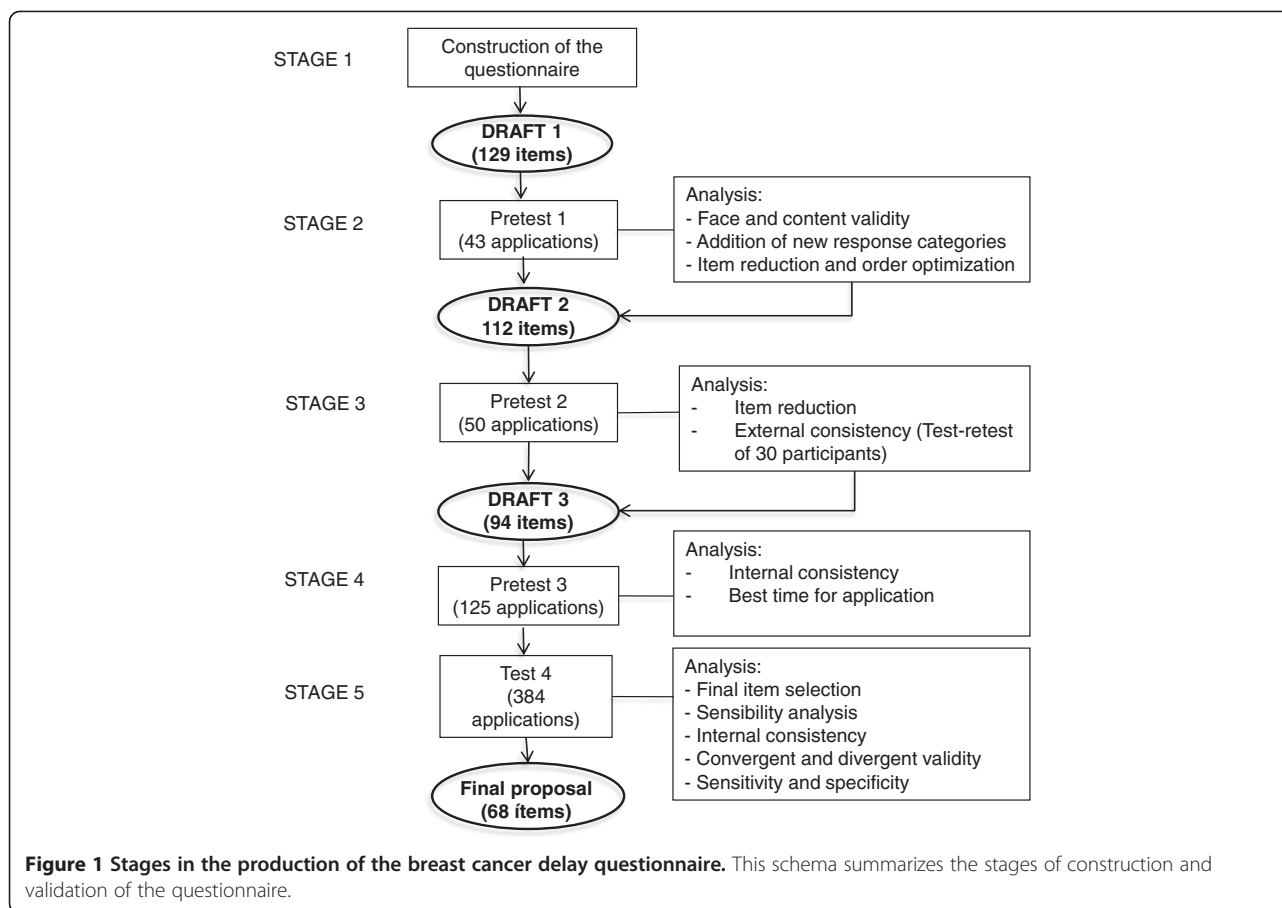 STAGE 1
Construction of the
questionnaire
DRAFT 1
(129 items)
STAGE 2
Pretest 1
(43 applications)
Analysis:
- Face and content validity
- Addition of new response categories
- Item reduction and order optimization
DRAFT 2
112 items)
STAGE 3
Pretest 2
(50 applications)
Analysis:
- Item reduction
- External consistency (Test-retest
of 30 participants)
DRAFT 3
(94 items)
STAGE 4
Pretest 3
(125 applications)
Analysis:
- Internal consistency
- Best time for application
STAGE 5
Test 4
(384
applications)
Analysis:
- Final item selection
- Sensibility analysis
- Internal consistency
- Convergent and divergent validity
- Sensitivity and specificity
Final proposal
(68 ítems)
Figure 1 Stages in the production of the breast cancer delay questionnaire. This schema summarizes the stages of construction and
validation of the questionnaire.